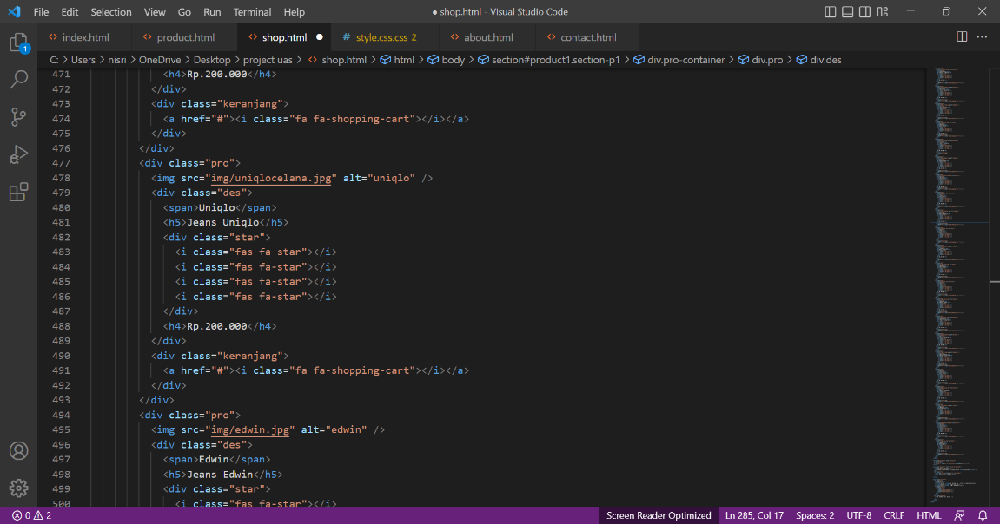 File Edit Selection View Go Run Terminal Help ● shop.html - Visual Studio Code
index.html product.html shop.html ● # style.css.css 2 about.html contact.html
1
C: > Users > nisri > OneDrive > Desktop > project uas > shop.html > html > body > section#product1.section-p1 > div.pro-container > div.pro > div.des
471 <h4>Rp.200.000</h4>
472 </div>
473 <div class="keranjang">
474 <a href="#"><i class="fa fa-shopping-cart"></i></a>
475 </div>
476 </div>
477 <div class="pro">
478 <img src="img/uniqlocelana.jpg" alt="uniqlo" />
479 <div class="des">
480 <span>Uniqlo</span>
481 <h5>Jeans Uniqlo</h5>
482 <div class="star">
483 <i class="fas fa-star"></i>
484 <i class="fas fa-star"></i>
485 <i class="fas fa-star"></i>
486 <i class="fas fa-star"></i>
487 </div>
488 <h4>Rp.200.000</h4>
489 </div>
490 <div class="keranjang">
491 <a href="#"><i class="fa fa-shopping-cart"></i></a>
492 </div>
493 </div>
494 <div class="pro">
495 <img src="img/edwin.jpg" alt="edwin" />
496 <div class="des">
497 <span>Edwin</span>
498 <h5>Jeans Edwin</h5>
499 <div class="star">
500 <i class="fas fa-star"></i>
0 2 Screen Reader Optimized Ln 285, Col 17 Spaces: 2 UTF-8 CRLF HTML